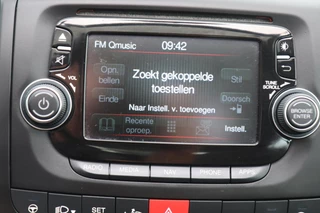 FM Qmusic 09:42
Opn. bellen
Zoekt gekoppelde
toestellen
Stil
Einde
Naar Instell. v. toevoegen
Doorsch
Recente
oproep.
Instell.
VOL
TUNE
SCROLL
BROWSE
ENTER
RADIO MEDIA NAV PHONE APPS
SET